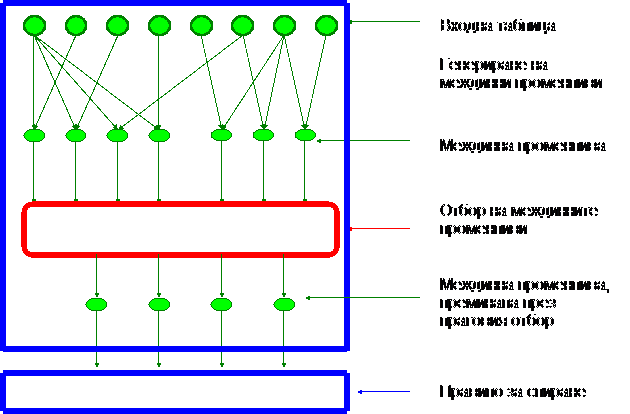 Входна таблица
Генериране на
междинни променливи
Междинна променлива
Отбор на междинните
променливи
Междинна променлива,
преминала през
праговия отбор
Правило за спиране